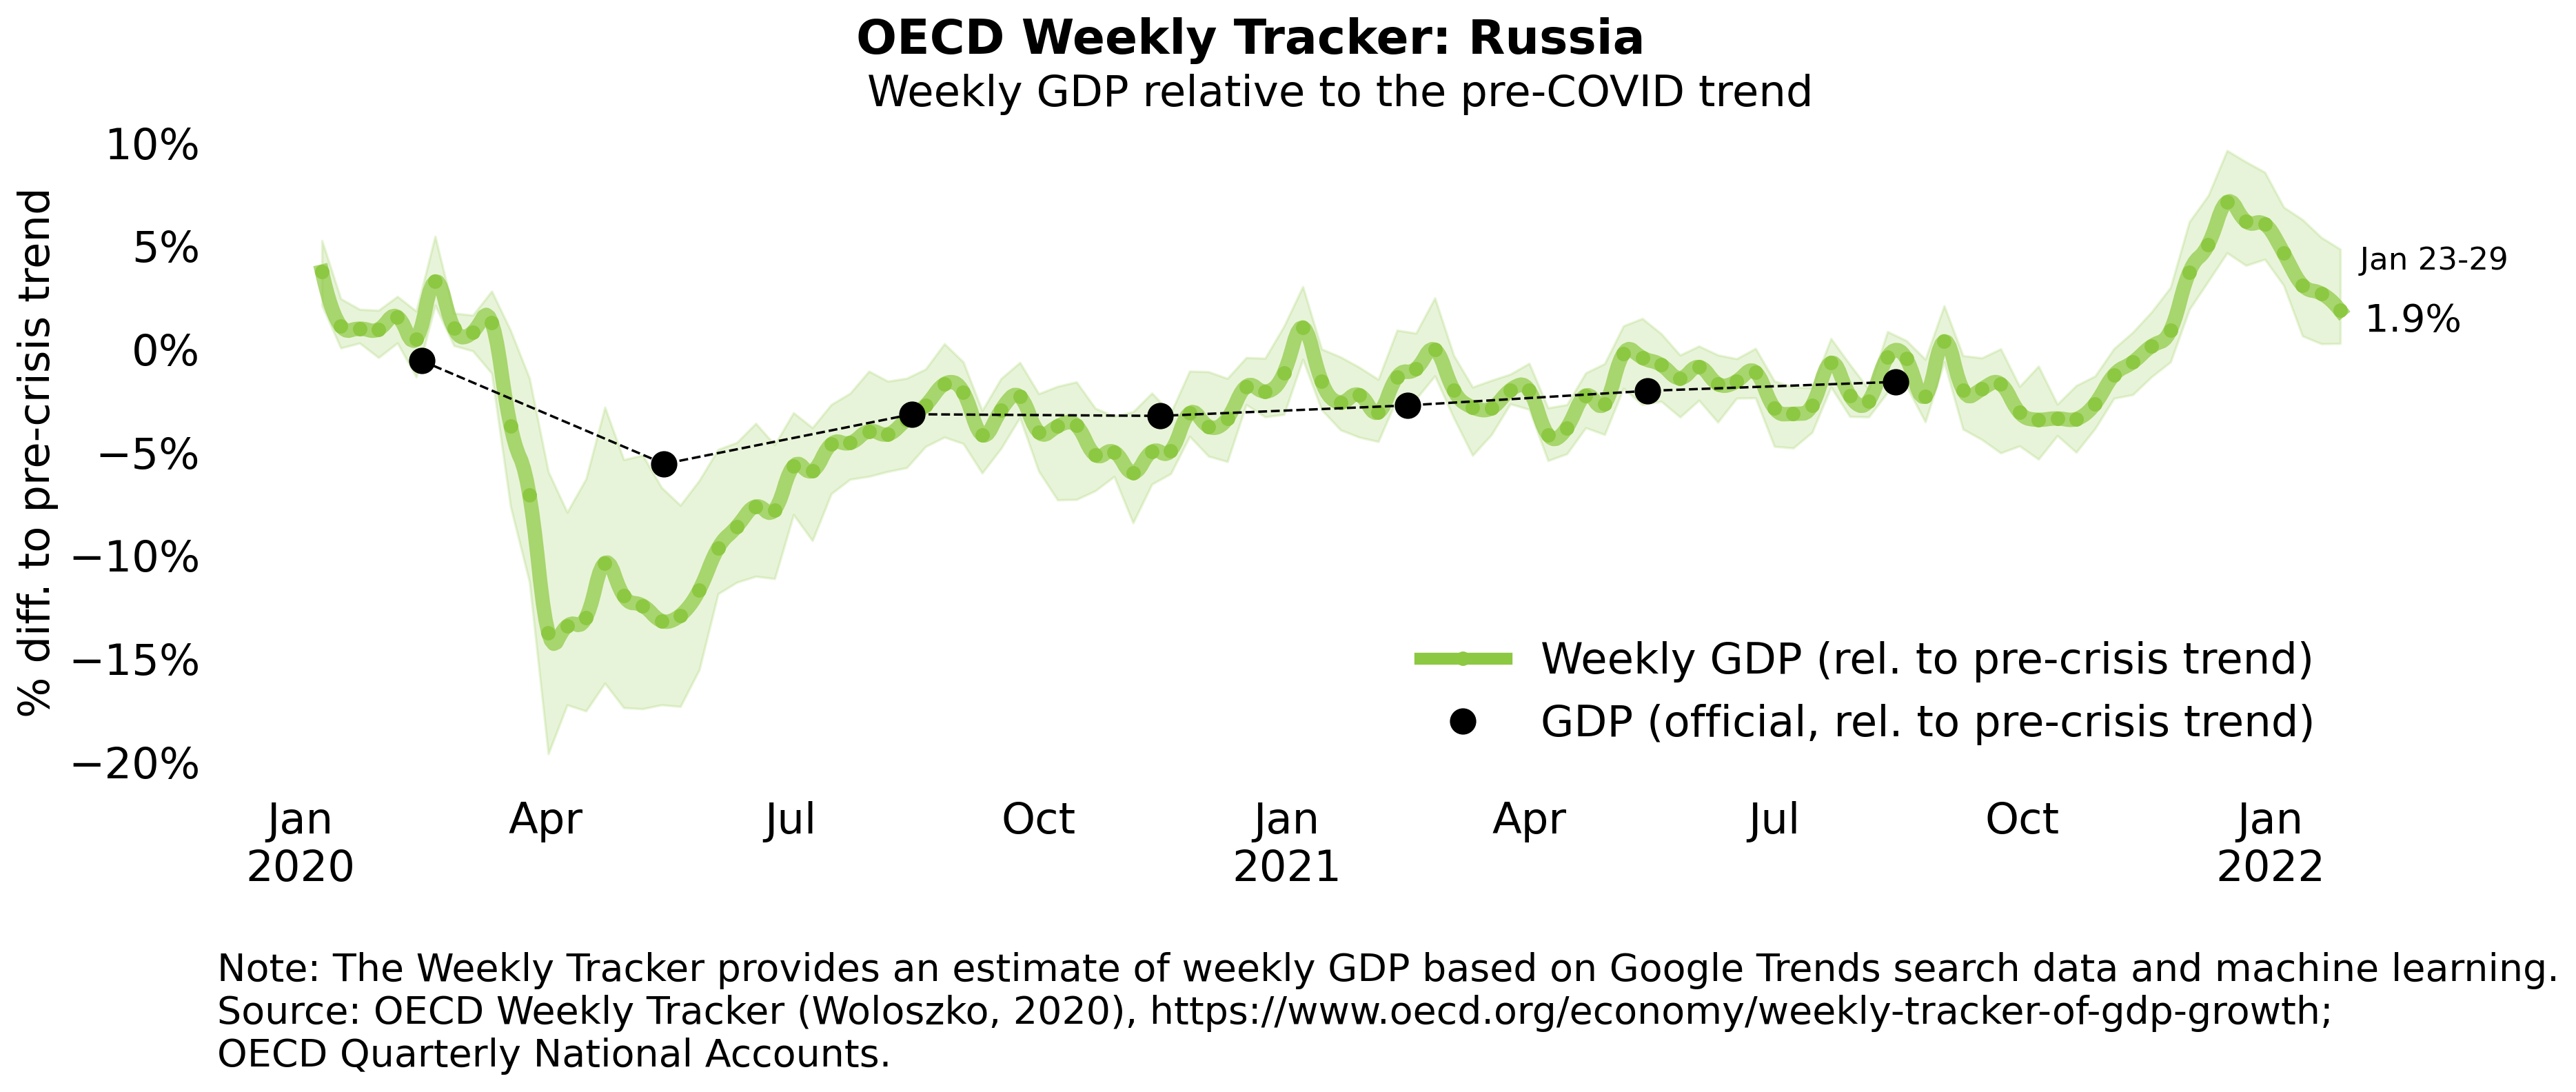 OECD Weekly Tracker: Russia
Weekly GDP relative to the pre-COVID trend
% diff. to pre-crisis trend
10%
5%
0%
−5%
−10%
−15%
−20%
Jan 23-29
1.9%
Weekly GDP (rel. to pre-crisis trend)
GDP (official, rel. to pre-crisis trend)
Jan Apr Jul Oct Jan Apr Jul Oct Jan
2020 2021 2022
Note: The Weekly Tracker provides an estimate of weekly GDP based on Google Trends search data and machine learning.
Source: OECD Weekly Tracker (Woloszko, 2020), https://www.oecd.org/economy/weekly-tracker-of-gdp-growth;
OECD Quarterly National Accounts.